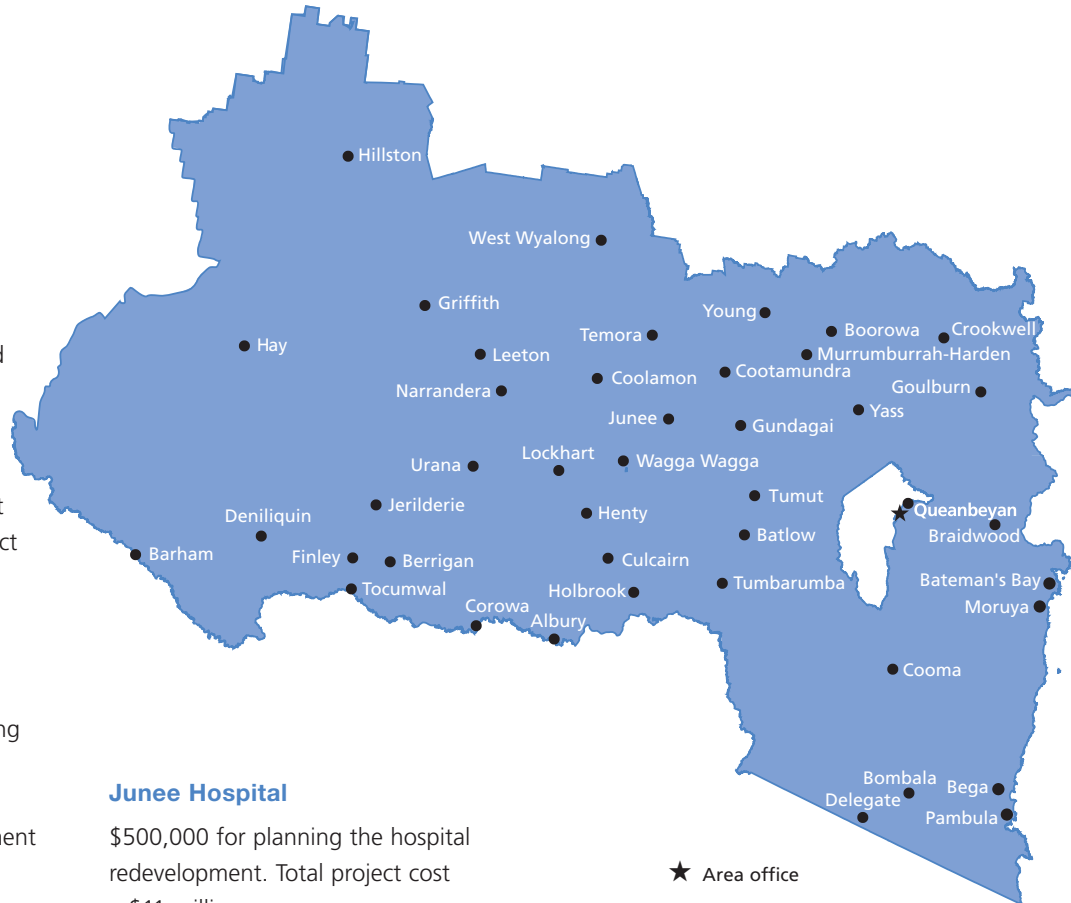 Hillston
West Wyalong
Griffith
Young
Hay
Temora
Boorowa
Crookwell
Leeton
Murrumburrah-Harden
Narrandera
Coolamon
Cootamundra
Goulburn
Junee
Gundagai
Yass
Urana
Lockhart
Wagga Wagga
Jerilderie
Tumut
Deniliquin
Henty
Queanbeyan
Batlow
Braidwood
Barham
Finley
Berrigan
Culcairn
Tocumwal
Holbrook
Tumbarumba
Bateman's Bay
Corowa
Albury
Moruya
Cooma
Bombala
Bega
Delegate
Pambula
Area office
Junee Hospital
$500,000 for planning the hospital
redevelopment. Total project cost